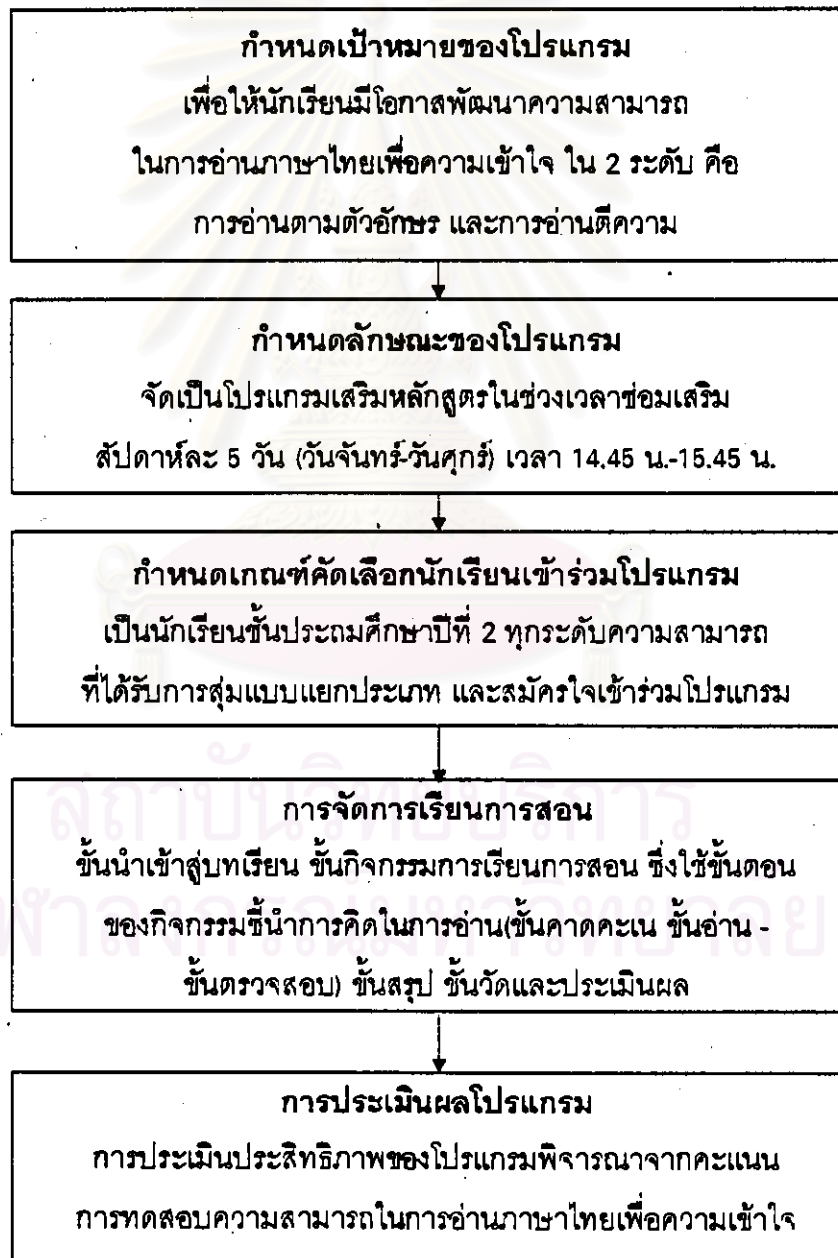 กำหนดเป้าหมายของโปรแกรม
เพื่อให้นักเรียนมีโอกาสพัฒนาความสามารถ
ในการอ่านภาษาไทยเพื่อความเข้าใจ ใน 2 ระดับ คือ
การอ่านตามตัวอักษร และการอ่านตีความ
กำหนดลักษณะของโปรแกรม
จัดเป็นโปรแกรมเสริมหลักสูตรในช่วงเวลาซ่อมเสริม
สัปดาห์ละ 5 วัน (วันจันทร์-วันศุกร์) เวลา 14.45 น.-15.45 น.
กำหนดเกณฑ์คัดเลือกนักเรียนเข้าร่วมโปรแกรม
เป็นนักเรียนชั้นประถมศึกษาปีที่ 2 ทุกระดับความสามารถ
ที่ได้รับการสุ่มแบบแยกประเภท และสมัครใจเข้าร่วมโปรแกรม
สถาบันวิทยบริการ
การจัดการเรียนการสอน
ขั้นนำเข้าสู่บทเรียน ขั้นกิจกรรมการเรียนการสอน ซึ่งใช้ขั้นตอน
ของกิจกรรมชี้นำการคิดในการอ่าน(ขั้นคาดคะเน ขั้นอ่าน -
ขั้นตรวจสอบ) ขั้นสรุป ขั้นวัดและประเมินผล
ฬาลงกรณ์มหาวิทยาลัย
การประเมินผลโปรแกรม
การประเมินประสิทธิภาพของโปรแกรมพิจารณาจากคะแนน
การทดสอบความสามารถในการอ่านภาษาไทยเพื่อความเข้าใจ